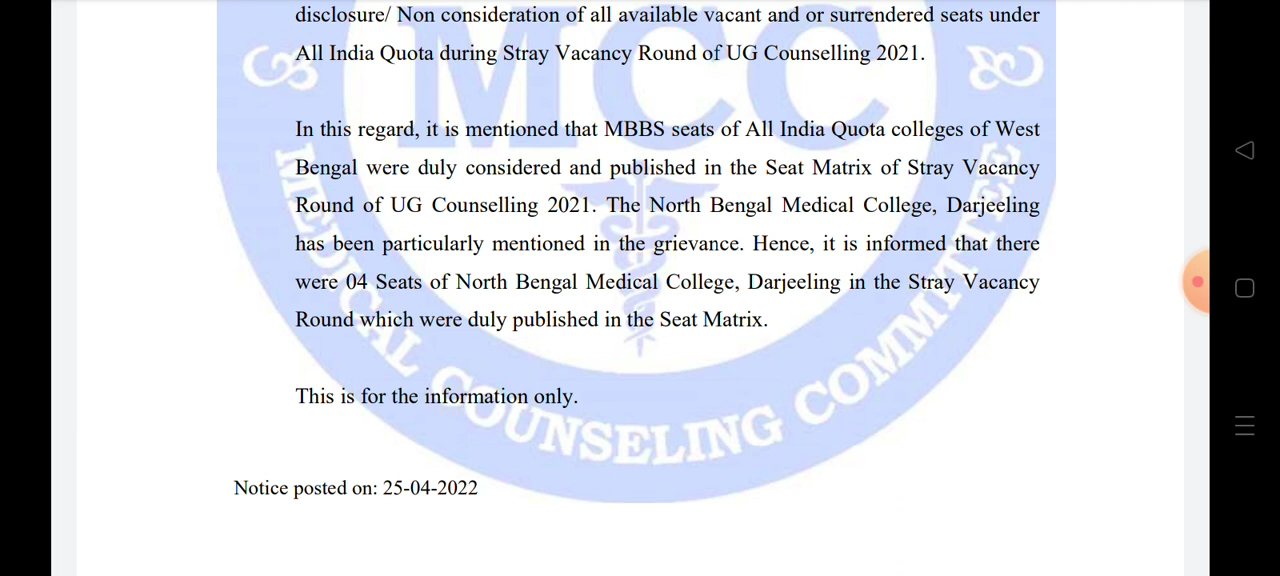 disclosure/ Non consideration of all available vacant and or surrendered seats under
All India Quota during Stray Vacancy Round of UG Counselling 2021.
In this regard, it is mentioned that MBBS seats of All India Quota colleges of West
Bengal were duly considered and published in the Seat Matrix of Stray Vacancy
Round of UG Counselling 2021. The North Bengal Medical College, Darjeeling
has been particularly mentioned in the grievance. Hence, it is informed that there
were 04 Seats of North Bengal Medical College, Darjeeling in the Stray Vacancy
Round which were duly published in the Seat Matrix.
This is for the information only.
Notice posted on: 25-04-2022
MCC
MEDICAL COUNSELING COMMITTEE